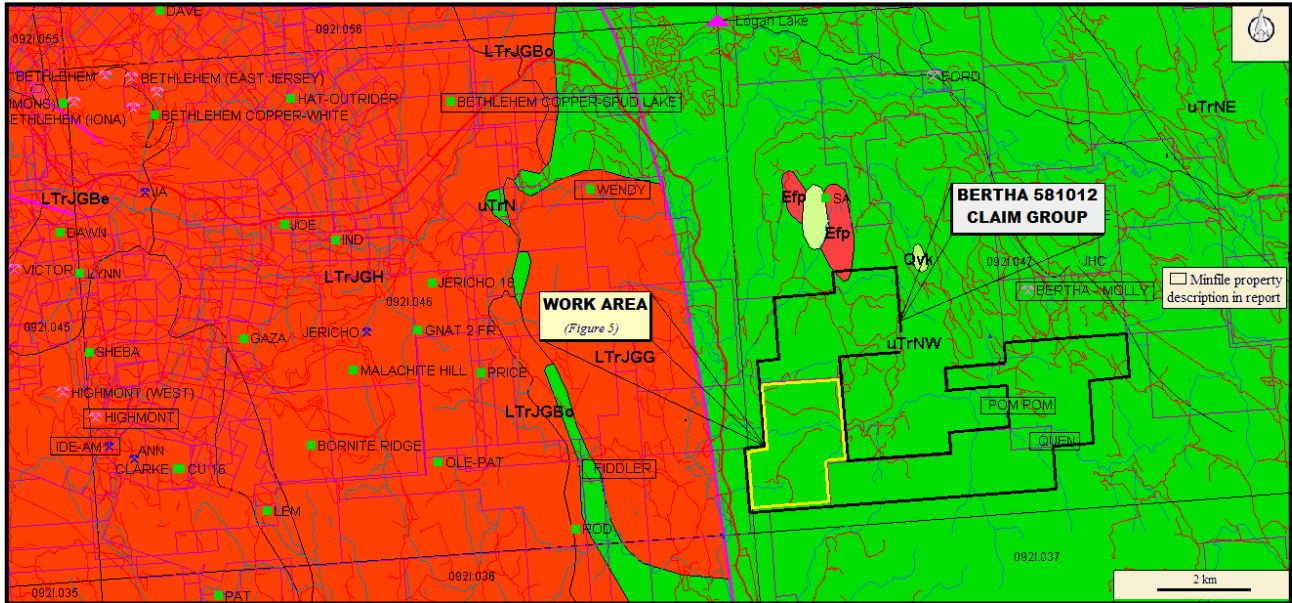 DAVE
092I.055
092I.056
LTrJGBo
Logan Lake
BETHLEHEM
BETHLEHEM (EAST JERSEY)
FORD
HAT-OUTRIDER
BETHLEHEM COPPER-SPUD LAKE
uTrNE
BETHLEHEM COPPER-WHITE
JA
WENDY
LTrJGBe
uTrN
Efp
SA
Efp
BERTHA 581012
CLAIM GROUP
JOE
DAWN
IND
VICTOR
LYNN
LTrJGH
Qvk
092I.047
JHC
JERICHO 18
092I.046
BERTHA - MOLLY
Minfile property
description in report
WORK AREA
(Figure 5)
092I.045
JERICHO
GNAT 2 FR.
GAZA
uTrNW
SHEBA
LTrJGG
MALACHITE HILL
PRICE
HIGHMONT (WEST)
HIGHMONT
LTrJGBo
POM POM
IDE-AM
ANN
BORNITE RIDGE
QUEN
CLARKE
CU 16
OLE-PAT
FIDDLER
LEM
ROD
092I.037
092I.036
092I.035
PAT
2 km